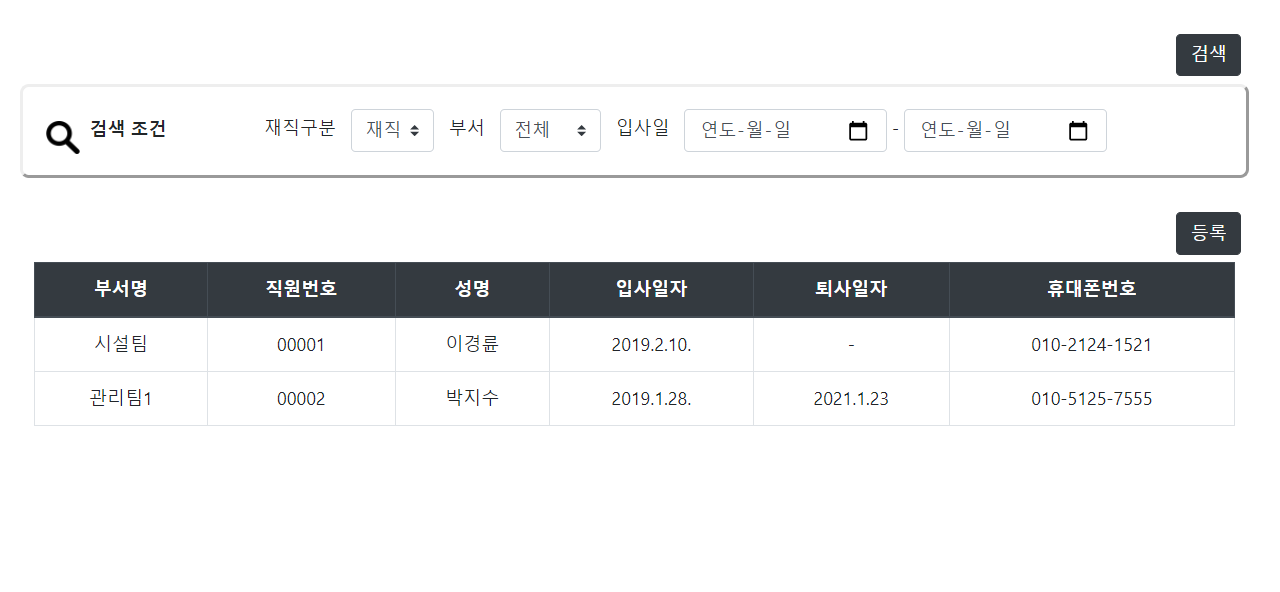 검색
검색 조건 재직구분 재직 부서 전체 입사일 연도-월-일 - 연도-월-일
등록
부서명 직원번호 성명 입사일자 퇴사일자 휴대폰번호
시설팀 00001 이경륜 2019.2.10. - 010-2124-1521
관리팀1 00002 박지수 2019.1.28. 2021.1.23 010-5125-7555